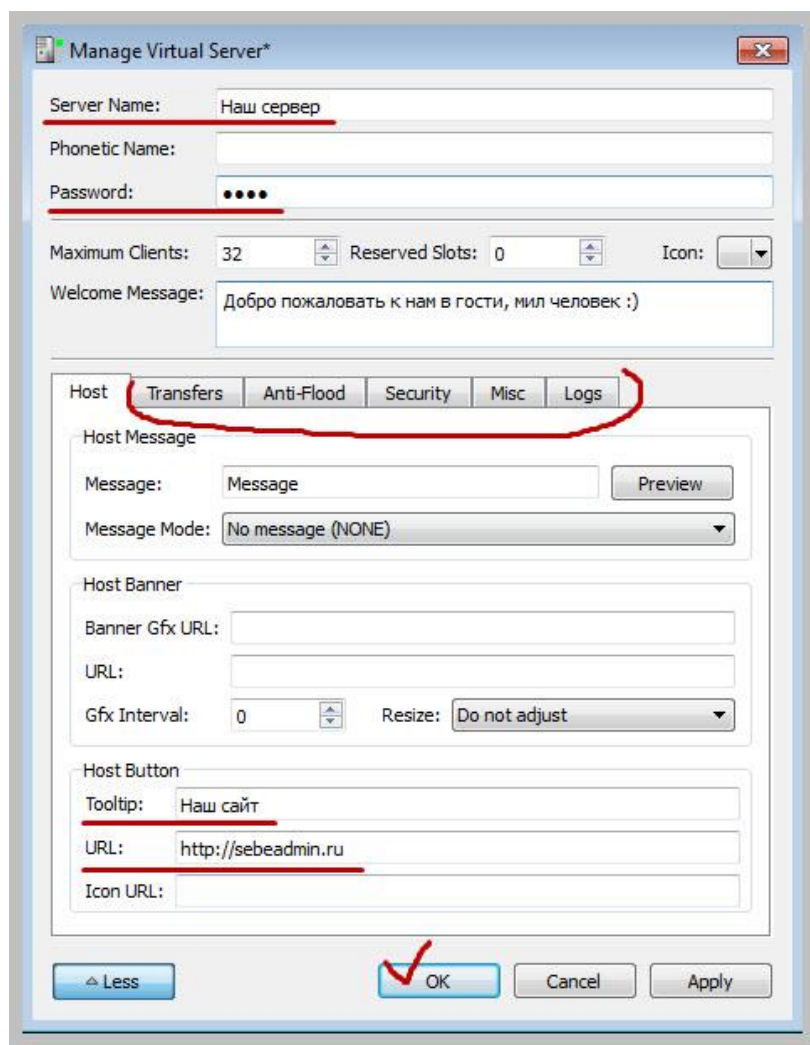 Manage Virtual Server*
Server Name: Наш сервер
Phonetic Name:
Password: ••••
Maximum Clients: 32 Reserved Slots: 0 Icon:
Welcome Message: Добро пожаловать к нам в гости, мил человек :)
Host Transfers Anti-Flood Security Misc Logs
Host Message
Message: Message Preview
Message Mode: No message (NONE)
Host Banner
Banner Gfx URL:
URL:
Gfx Interval: 0 Resize: Do not adjust
Host Button
Tooltip: Наш сайт
URL: http://sebeadmin.ru
Icon URL:
Less OK Cancel Apply